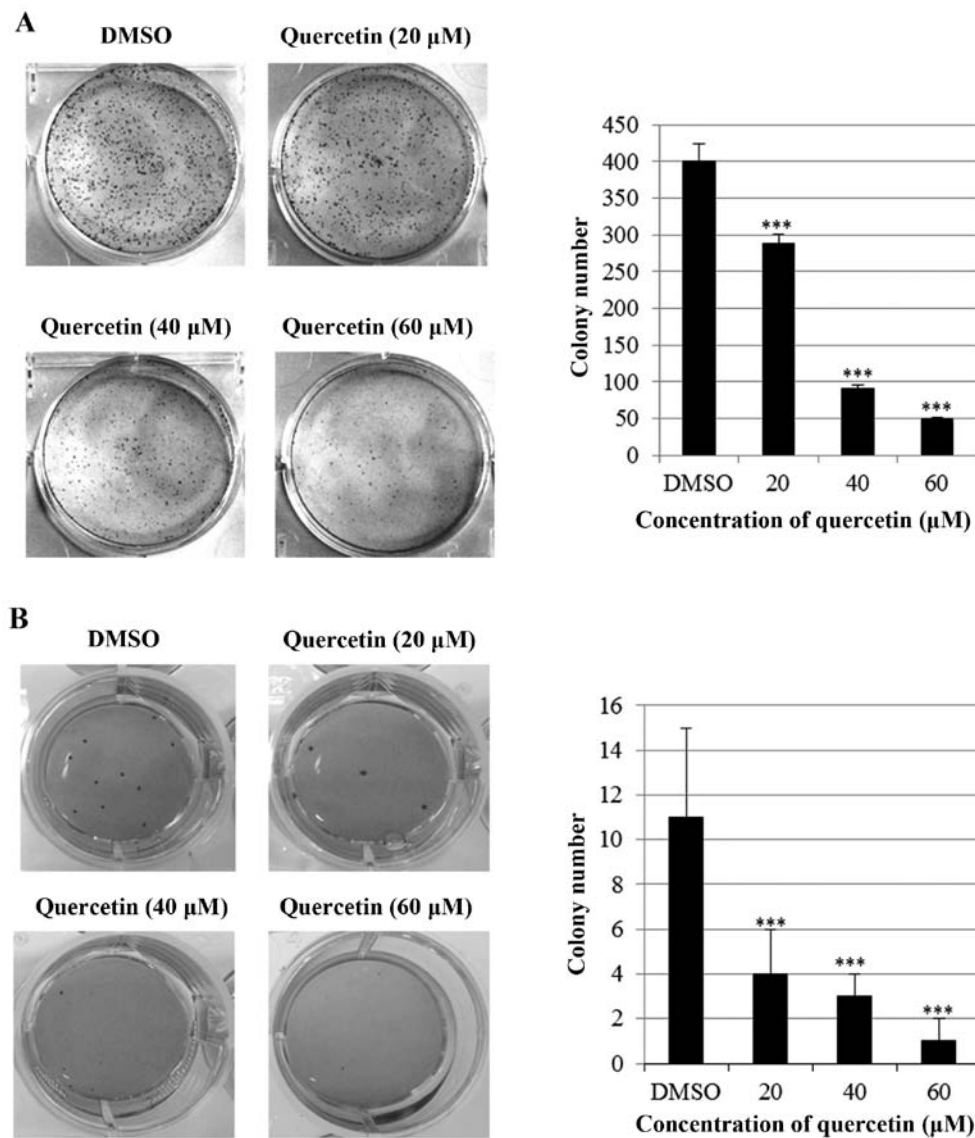 A
DMSO
Quercetin (20 μM)
Quercetin (40 μM)
Quercetin (60 μM)
Colony number
450
400
350
300
250
200
150
100
50
0
***
***
***
DMSO 20 40 60
Concentration of quercetin (μM)
B
DMSO
Quercetin (20 μM)
Quercetin (40 μM)
Quercetin (60 μM)
Colony number
16
14
12
10
8
6
4
2
0
***
***
***
DMSO 20 40 60
Concentration of quercetin (μM)